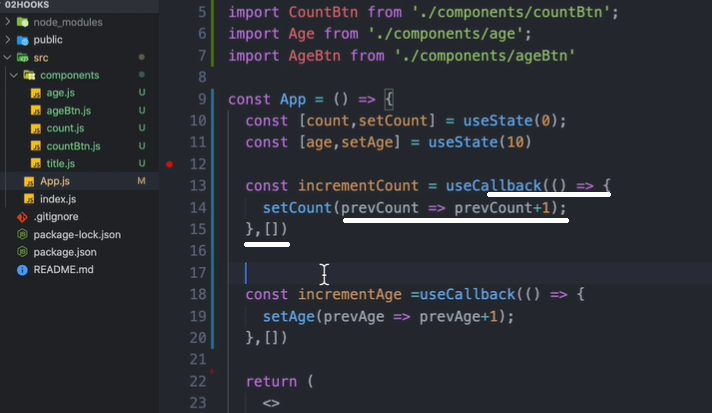 02HOOKS
node_modules
public
src
components
age.js U
ageBtn.js U
count.js U
countBtn.js U
title.js U
App.js M
index.js
.gitignore
package-lock.json
package.json
README.md
5 import CountBtn from './components/countBtn';
6 import Age from './components/age';
7 import AgeBtn from './components/ageBtn'
8
9 const App = () => {
10 const [count,setCount] = useState(0);
11 const [age,setAge] = useState(10)
12
13 const incrementCount = useCallback(() => {
14 setCount(prevCount => prevCount+1);
15 },[])
16
17
18 const incrementAge =useCallback(() => {
19 setAge(prevAge => prevAge+1);
20 },[])
21
22 return (
23 <>